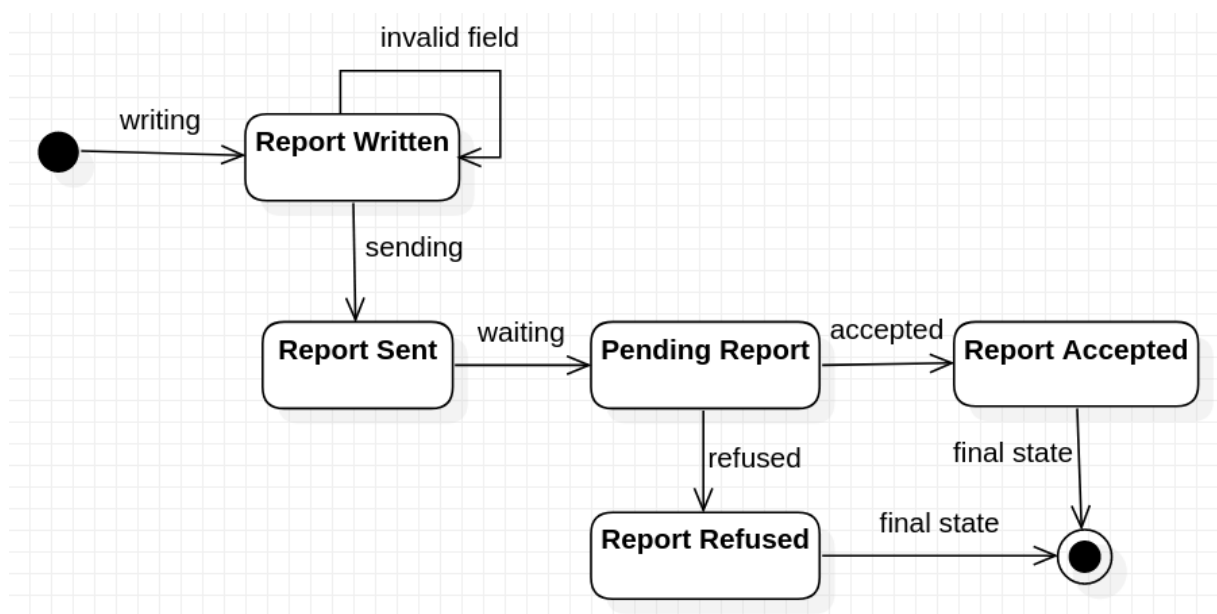 invalid field
writing
Report Written
sending
Report Sent
waiting
Pending Report
accepted
Report Accepted
refused
final state
Report Refused
final state